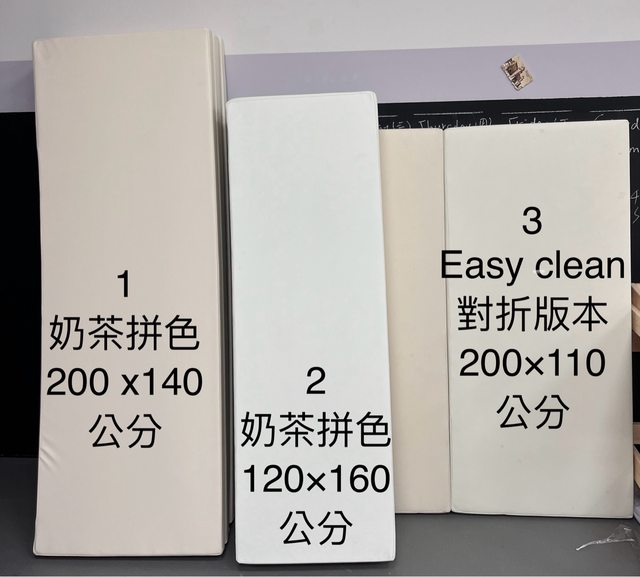 1
奶茶拼色
200 x140
公分
2
奶茶拼色
120×160
公分
3
Easy clean
對折版本
200×110
公分